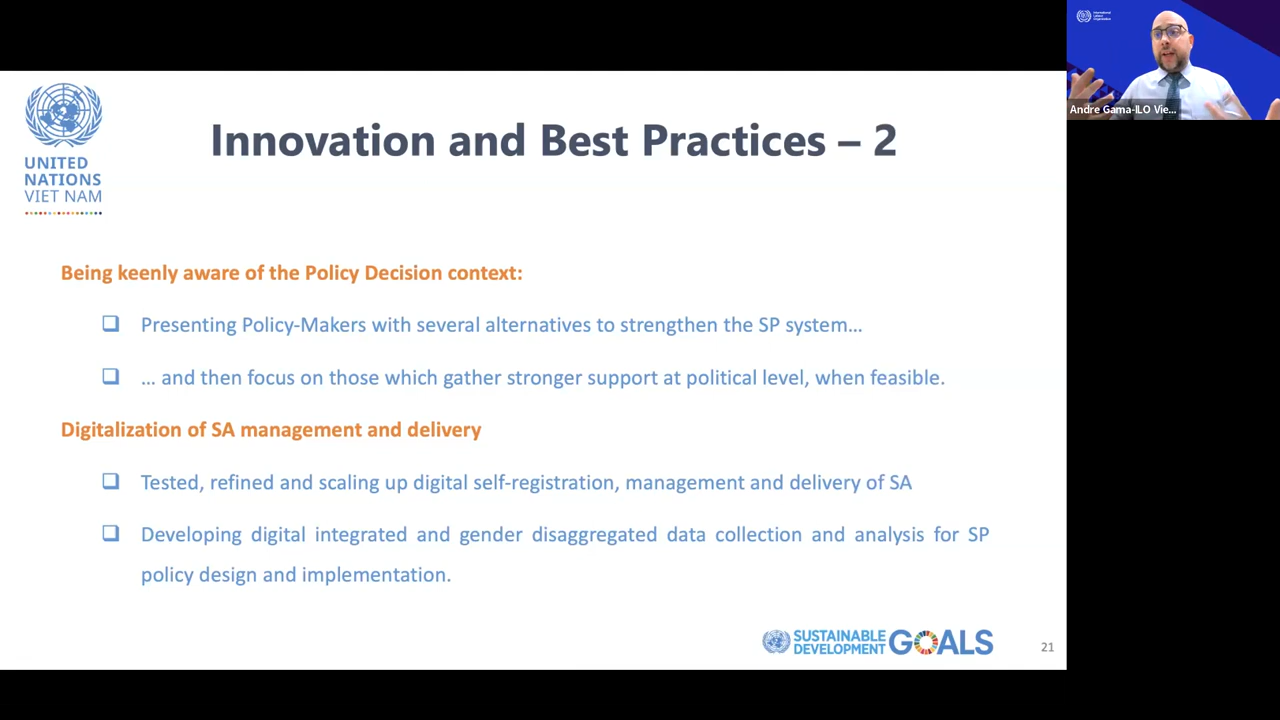 International
Labour
Organization
Andre Gama-ILO Vie...
UNITED
NATIONS
VIET NAM
Innovation and Best Practices – 2
Being keenly aware of the Policy Decision context:
Presenting Policy-Makers with several alternatives to strengthen the SP system…
… and then focus on those which gather stronger support at political level, when feasible.
Digitalization of SA management and delivery
Tested, refined and scaling up digital self-registration, management and delivery of SA
Developing digital integrated and gender disaggregated data collection and analysis for SP
policy design and implementation.
SUSTAINABLE
DEVELOPMENT
GOALS
21